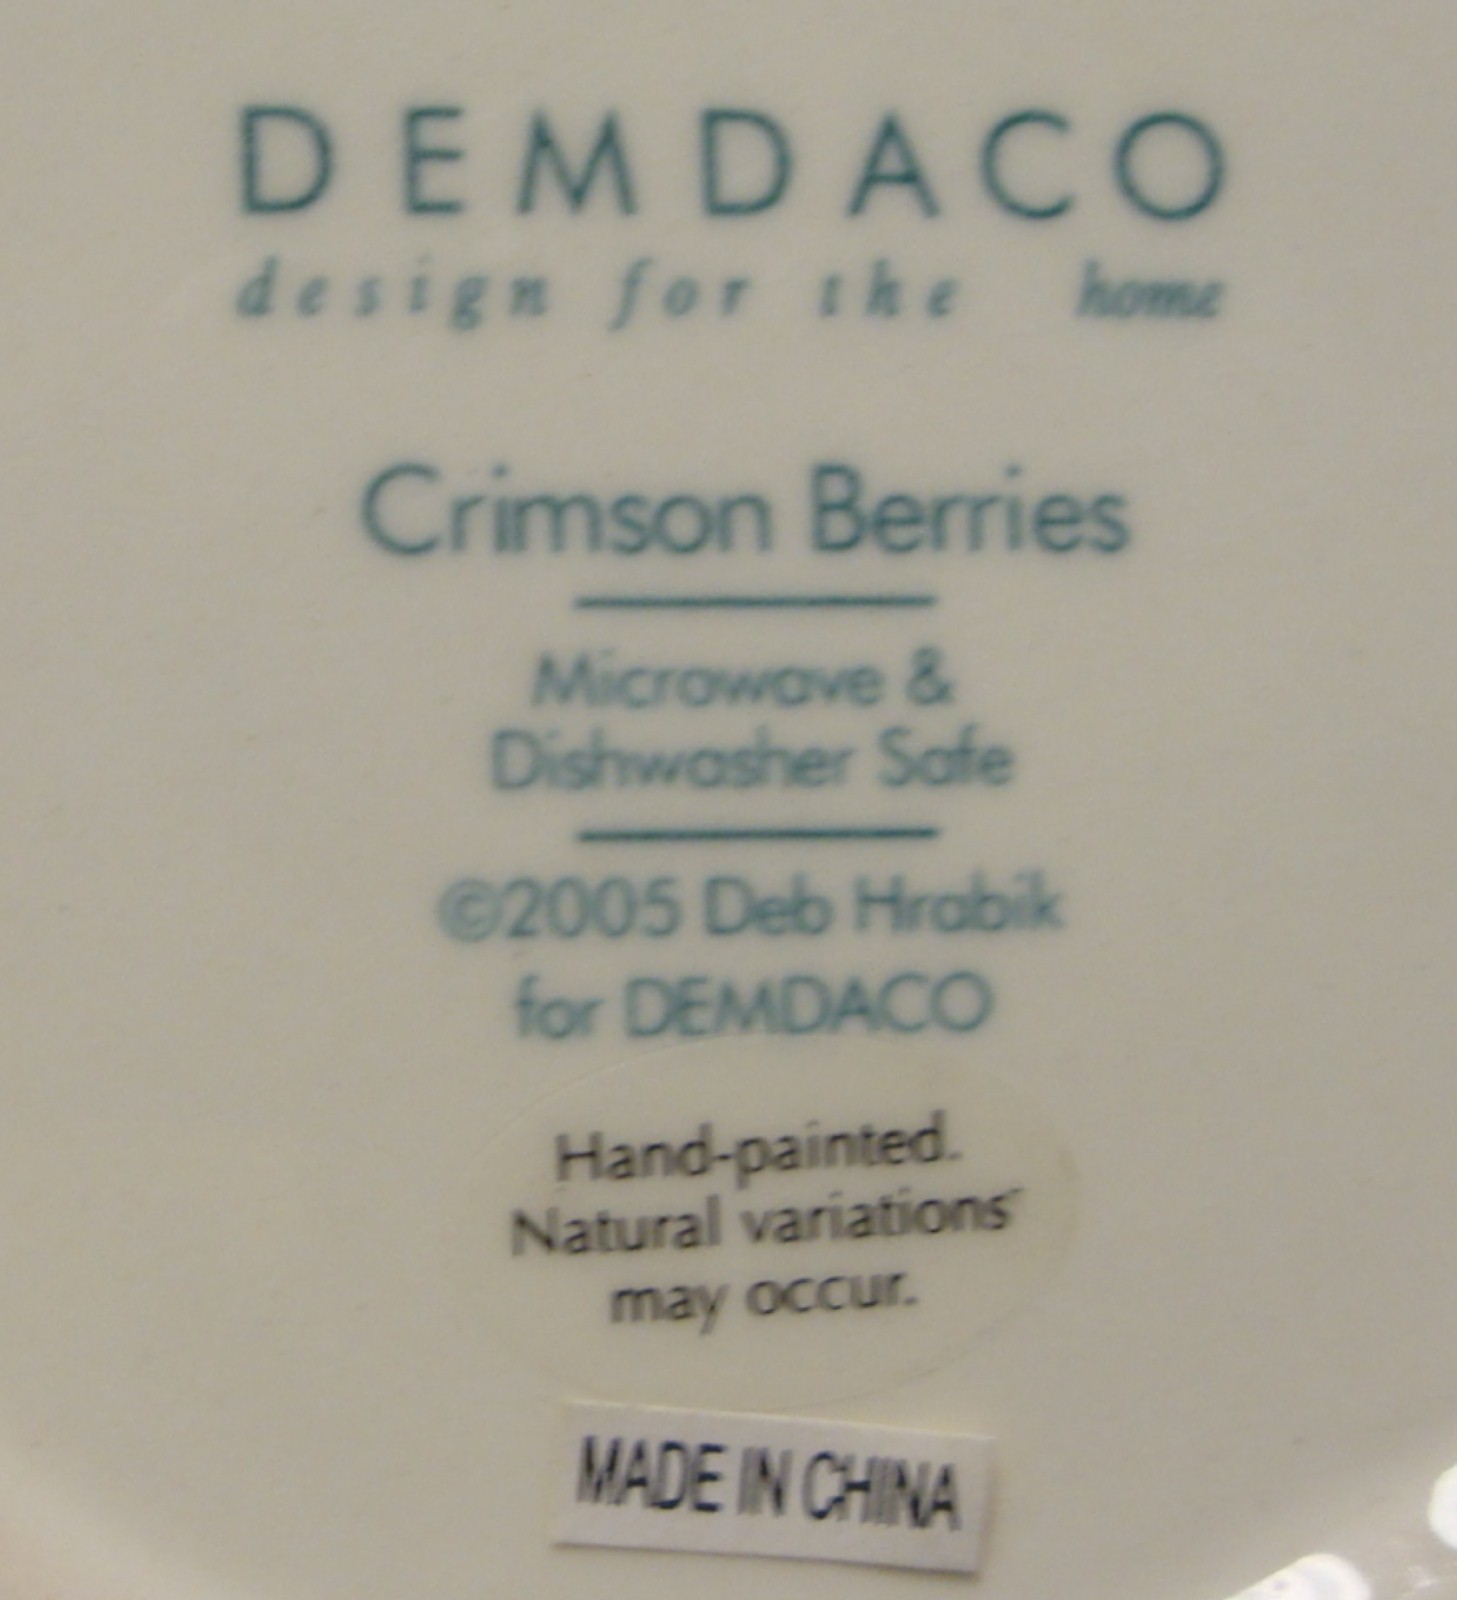 DEMDACO
design for the home
Crimson Berries
Microwave &
Dishwasher Safe
©2005 Deb Hrabik
for DEMDACO
Hand-painted.
Natural variations
may occur.
MADE IN CHINA